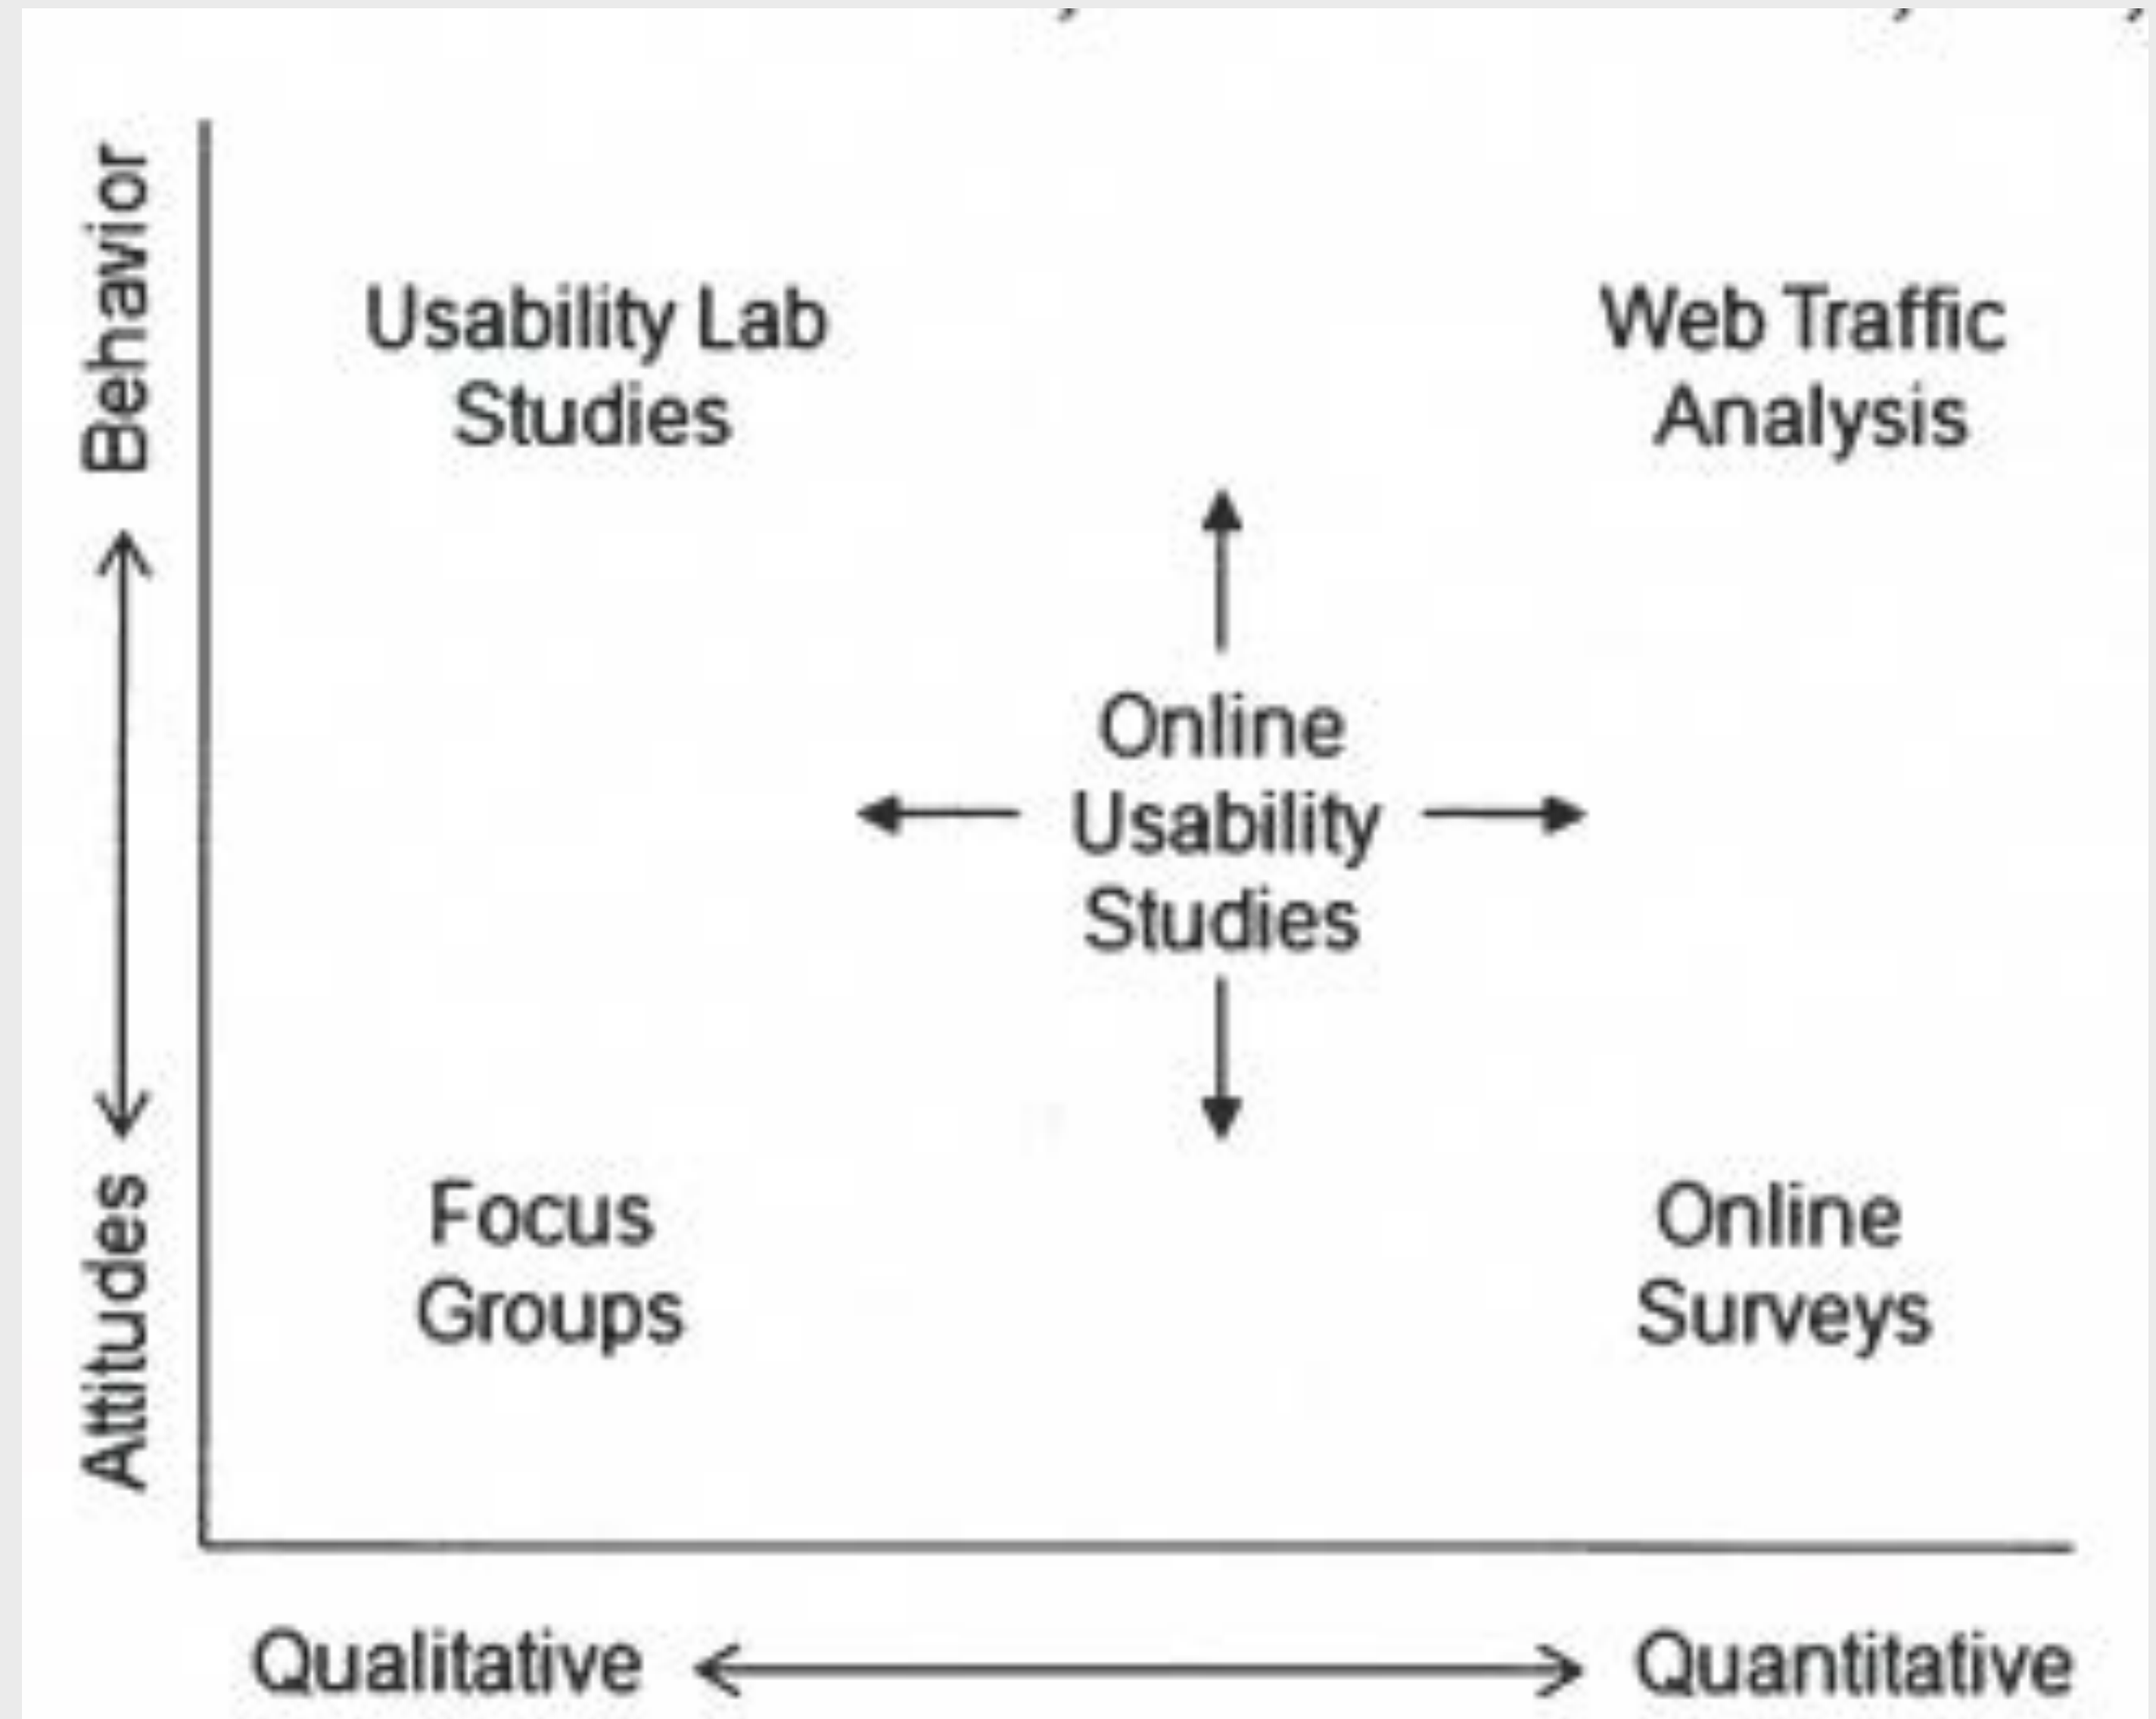 Behavior
Usability Lab
Studies
Web Traffic
Analysis
Online
Usability
Studies
Attitudes
Focus
Groups
Online
Surveys
Qualitative
Quantitative